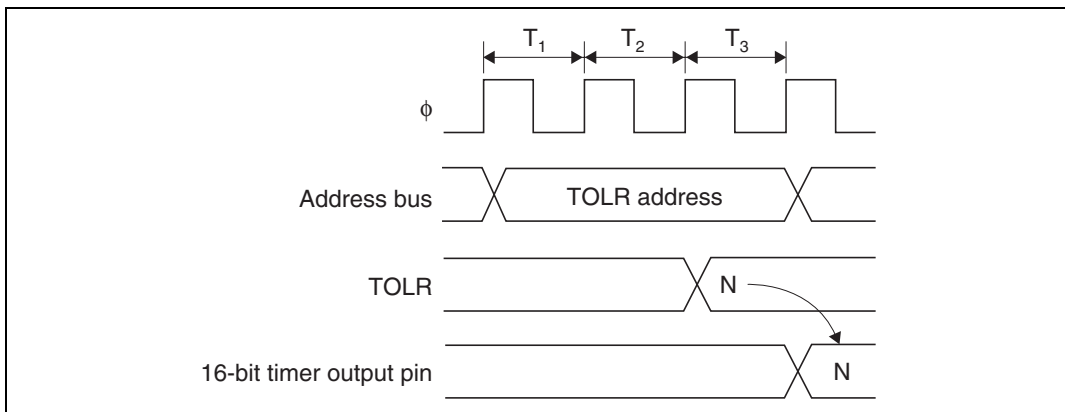 T1 T2 T3
ϕ
Address bus TOLR address
TOLR N
16-bit timer output pin N